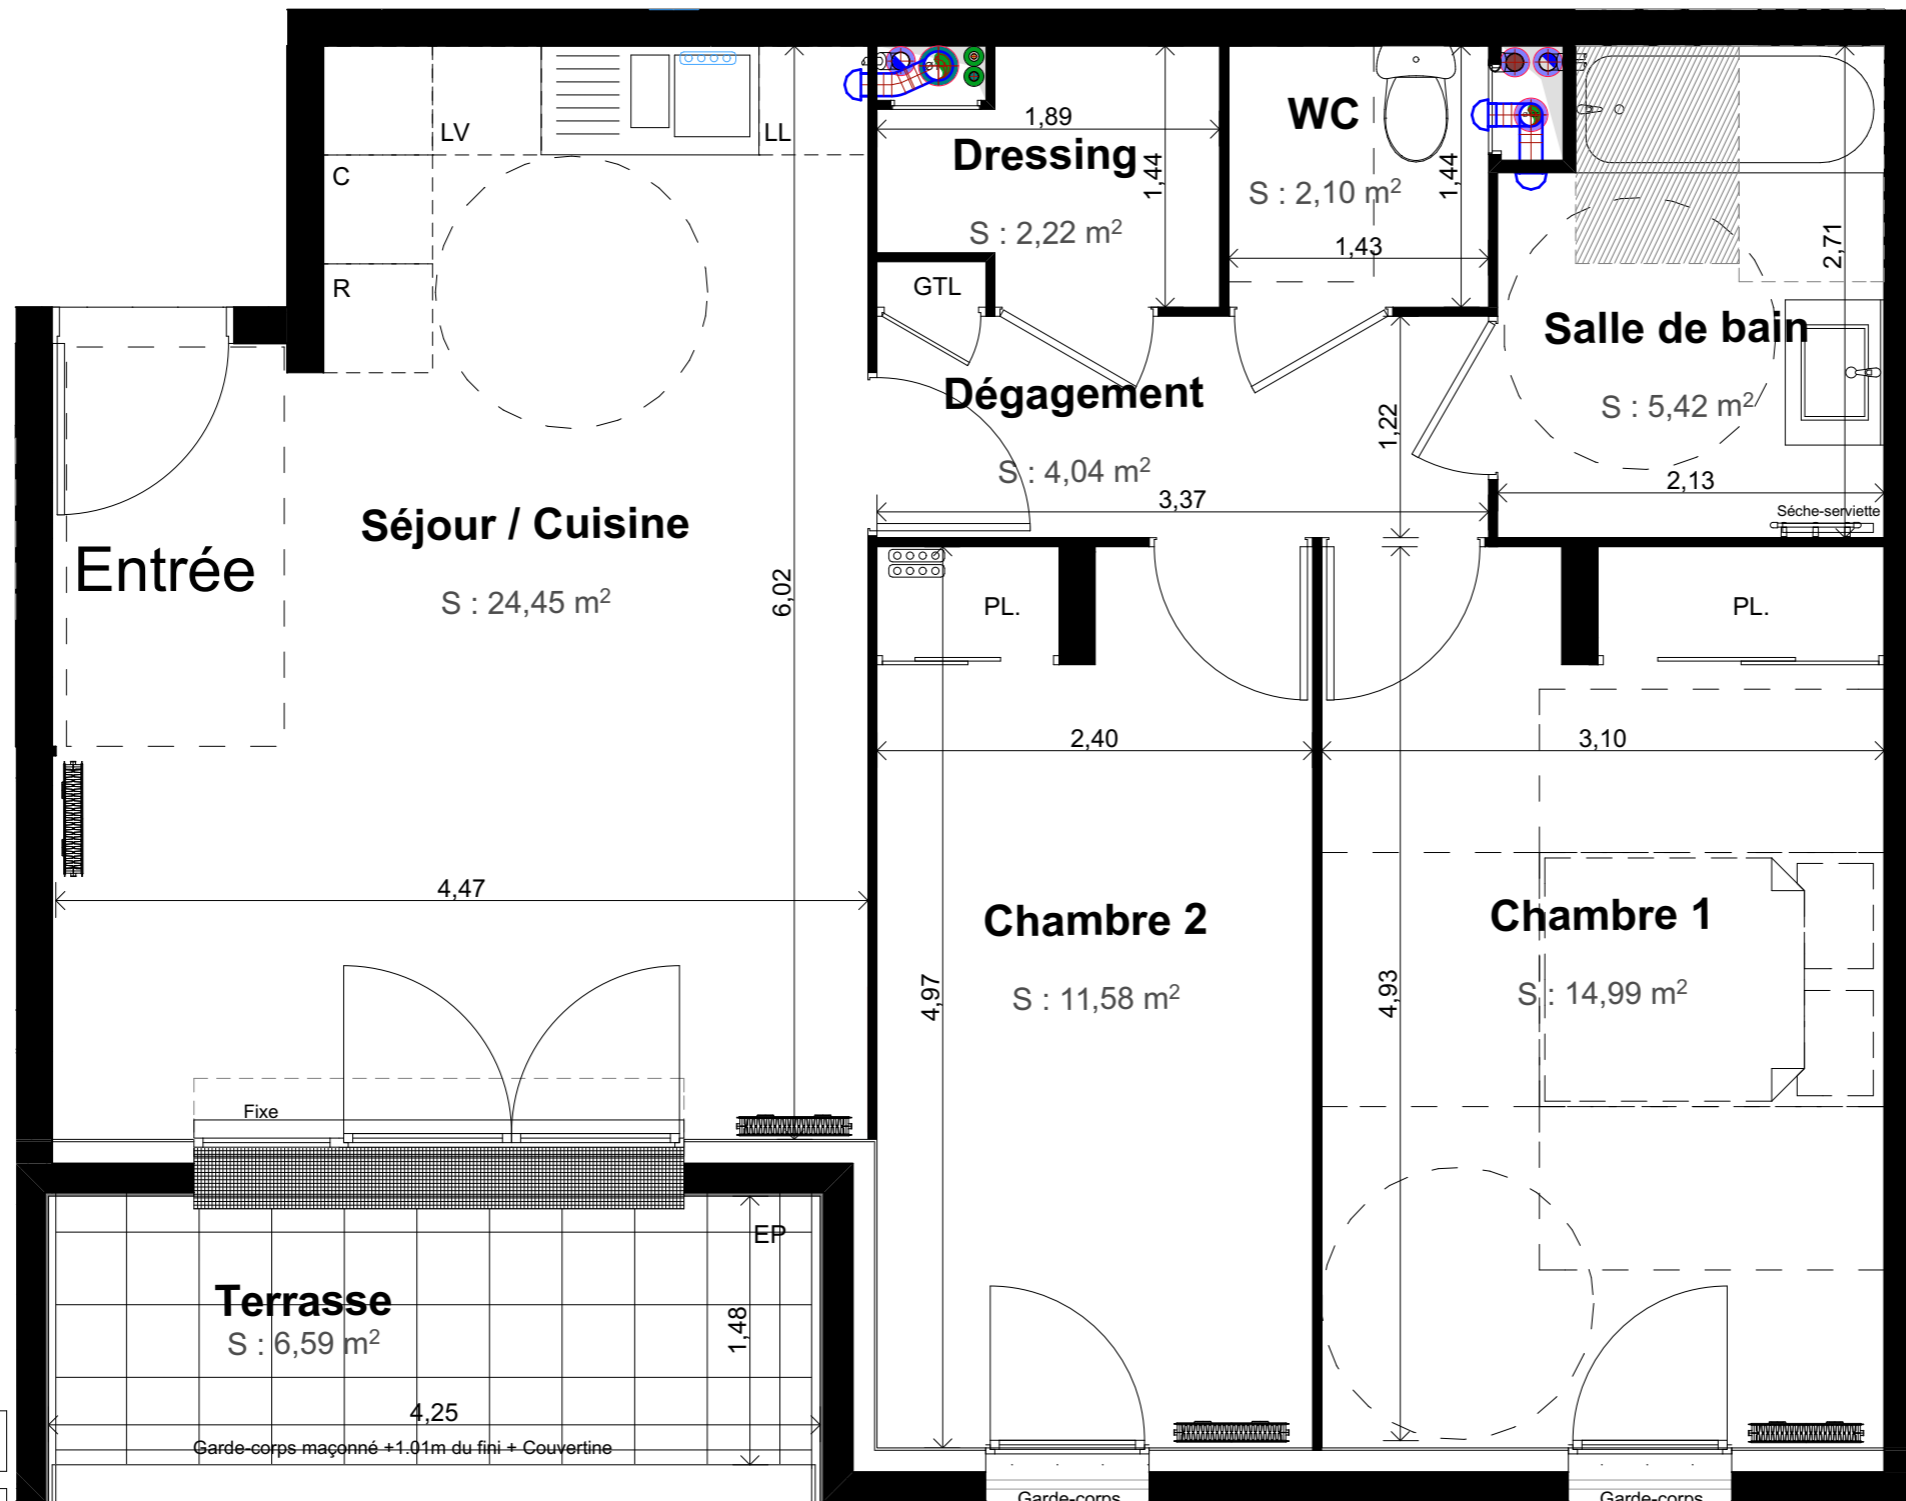 LV
LL
C
R
1,89
Dressing
1,44
S : 2,22 m²
GTL
WC
S : 2,10 m²
1,44
1,43
2,71
Salle de bain
S : 5,42 m²
2,13
Séche-serviette
Dégagement
S : 4,04 m²
1,22
3,37
Entrée
Séjour / Cuisine
S : 24,45 m²
6,02
4,47
PL.
PL.
2,40
3,10
Chambre 2
S : 11,58 m²
4,97
Chambre 1
S : 14,99 m²
4,93
Fixe
EP
Terrasse
S : 6,59 m²
1,48
4,25
Garde-corps maçonné +1.01m du fini + Couvertine
Garde-corps
Garde-corps